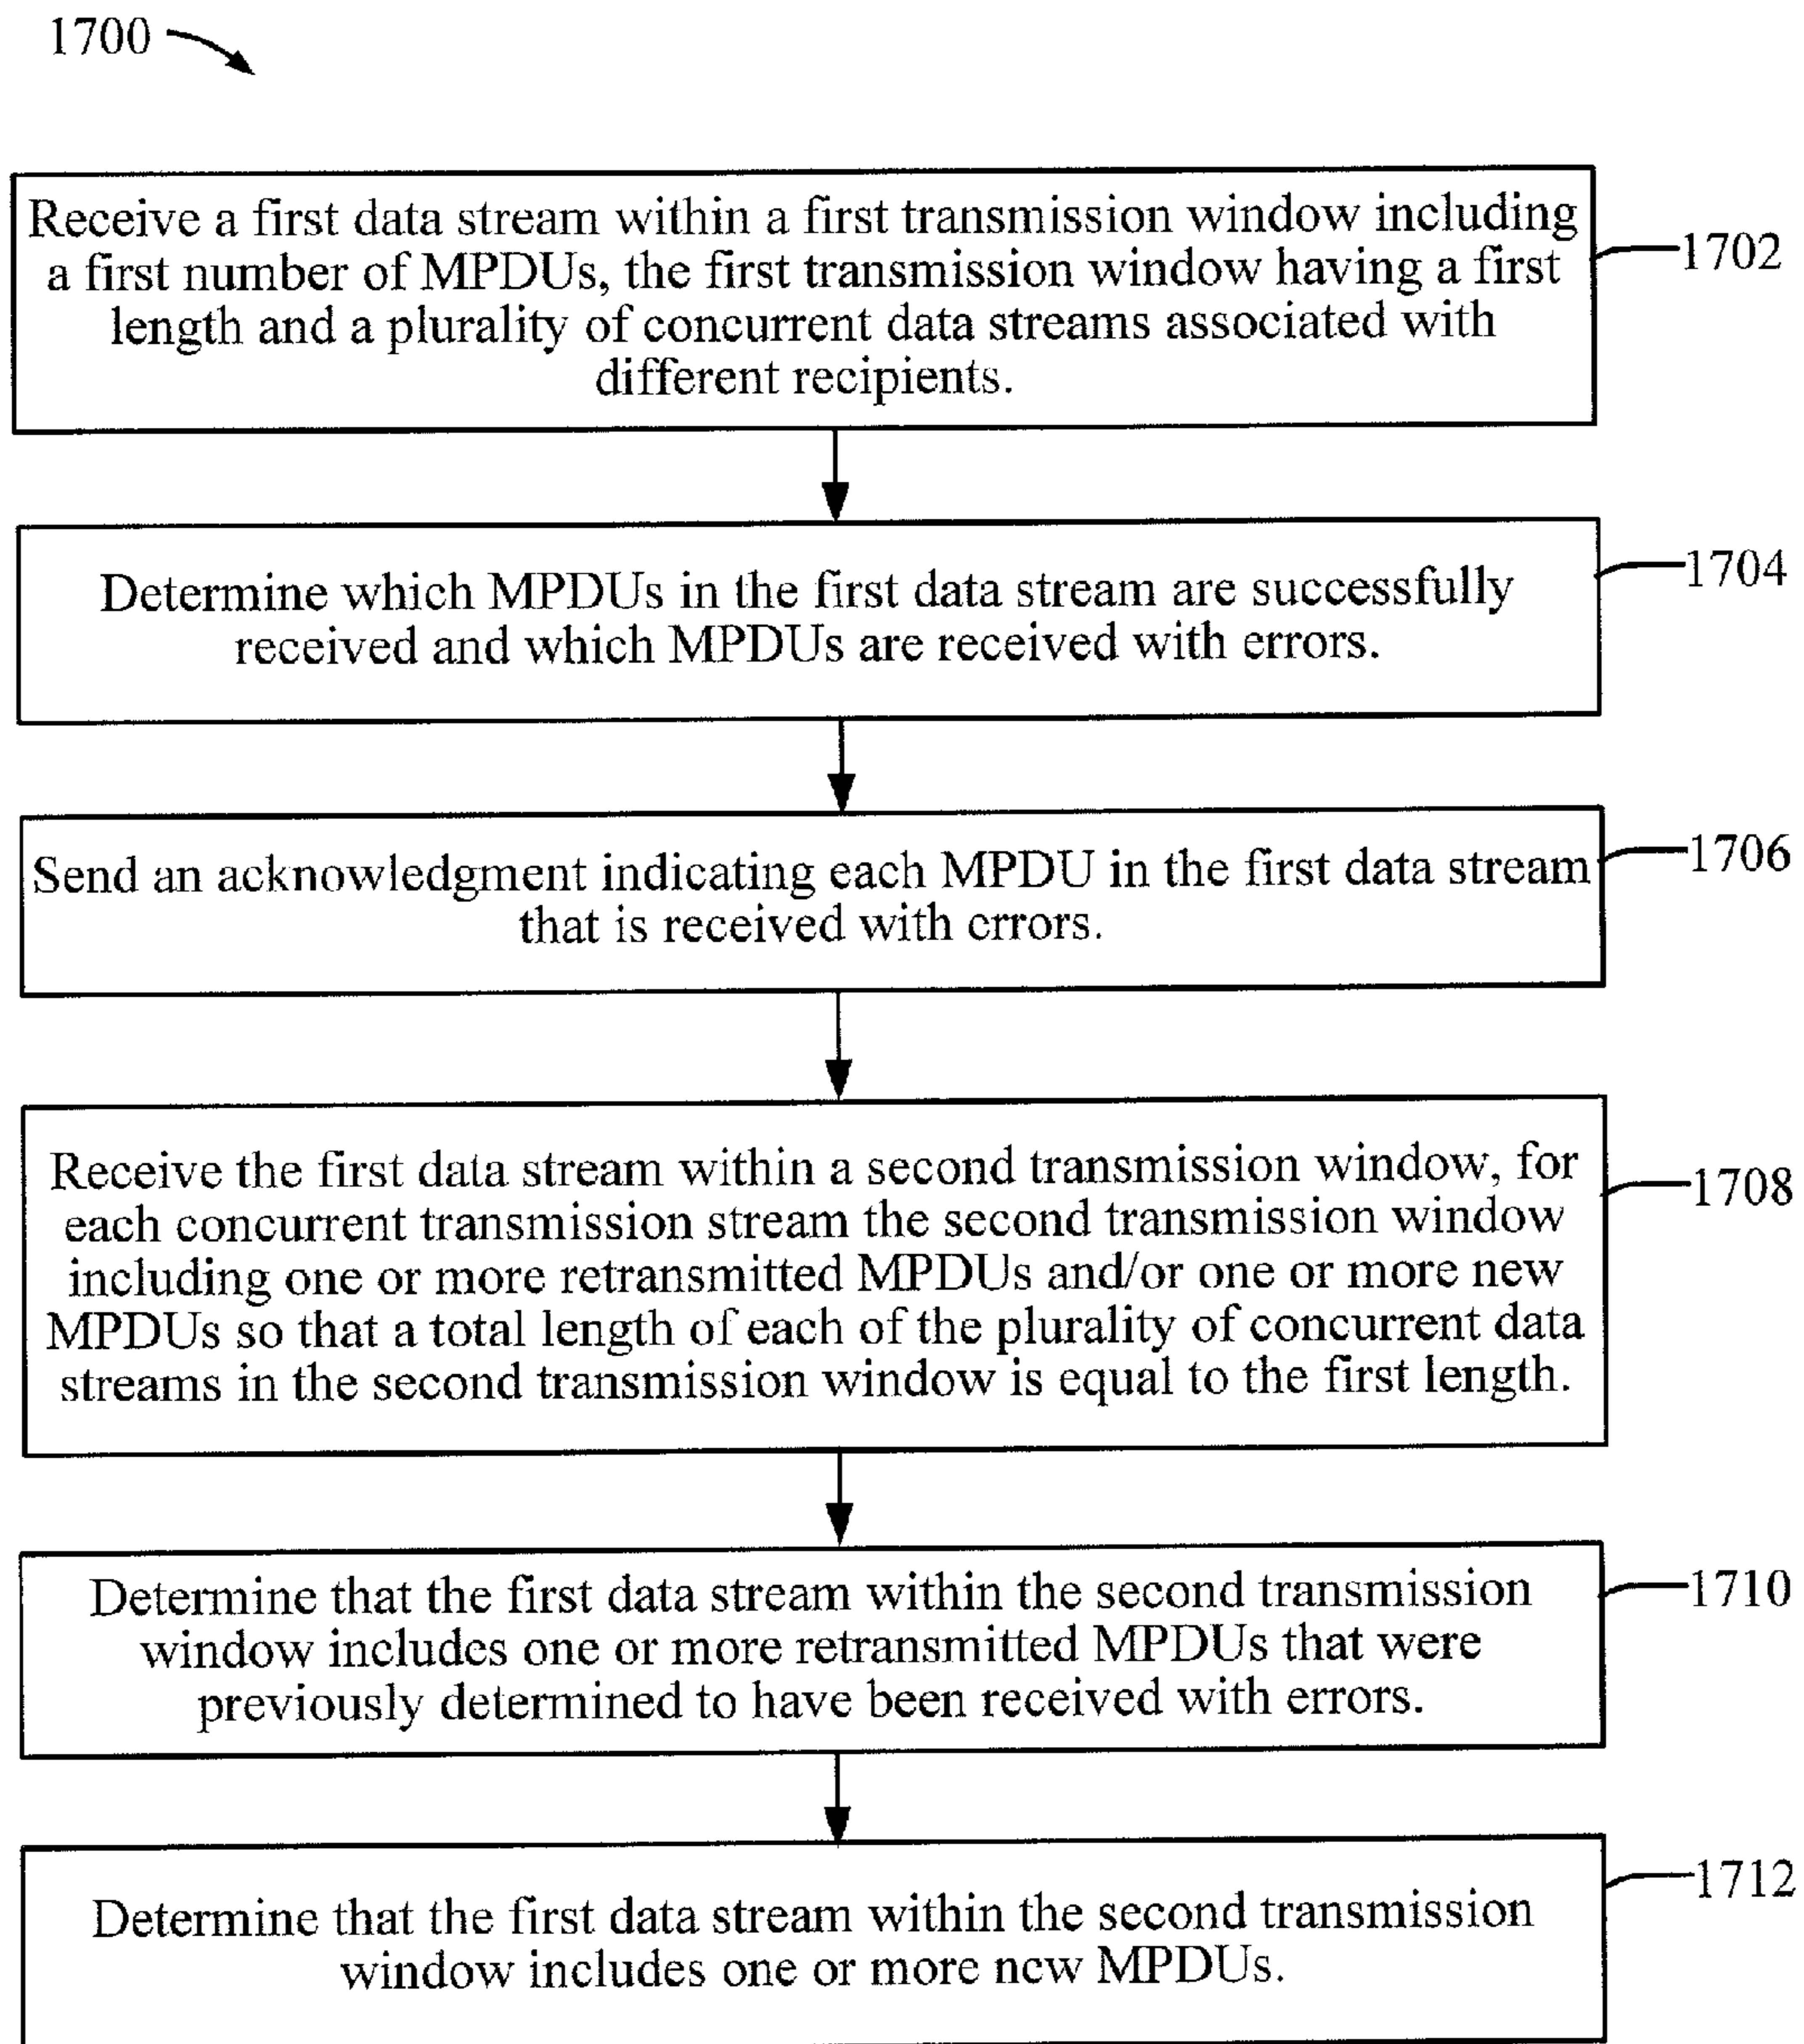 1700
Receive a first data stream within a first transmission window including
a first number of MPDUs, the first transmission window having a first
length and a plurality of concurrent data streams associated with
different recipients.
1702
Determine which MPDUs in the first data stream are successfully
received and which MPDUs are received with errors.
1704
Send an acknowledgment indicating each MPDU in the first data stream
that is received with errors.
1706
Receive the first data stream within a second transmission window, for
each concurrent transmission stream the second transmission window
including one or more retransmitted MPDUs and/or one or more new
MPDUs so that a total length of each of the plurality of concurrent data
streams in the second transmission window is equal to the first length.
1708
Determine that the first data stream within the second transmission
window includes one or more retransmitted MPDUs that were
previously determined to have been received with errors.
1710
Determine that the first data stream within the second transmission
window includes one or more new MPDUs.
1712